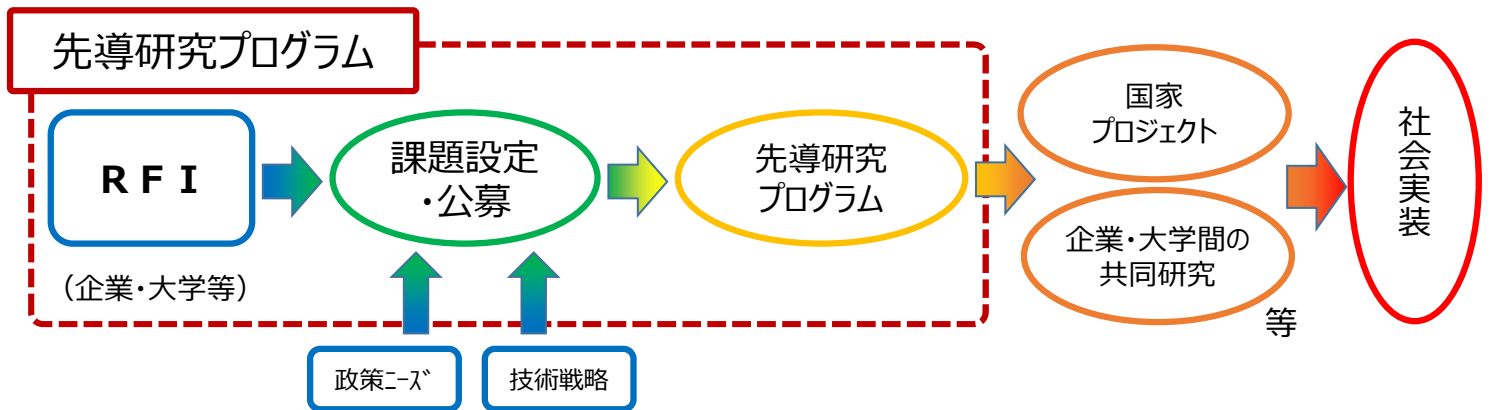 先導研究プログラム
ＲＦＩ
（企業・大学等）
課題設定
・公募
政策ﾆｰｽﾞ
技術戦略
先導研究
プログラム
国家
プロジェクト
企業・大学間の
共同研究
等
社会実装